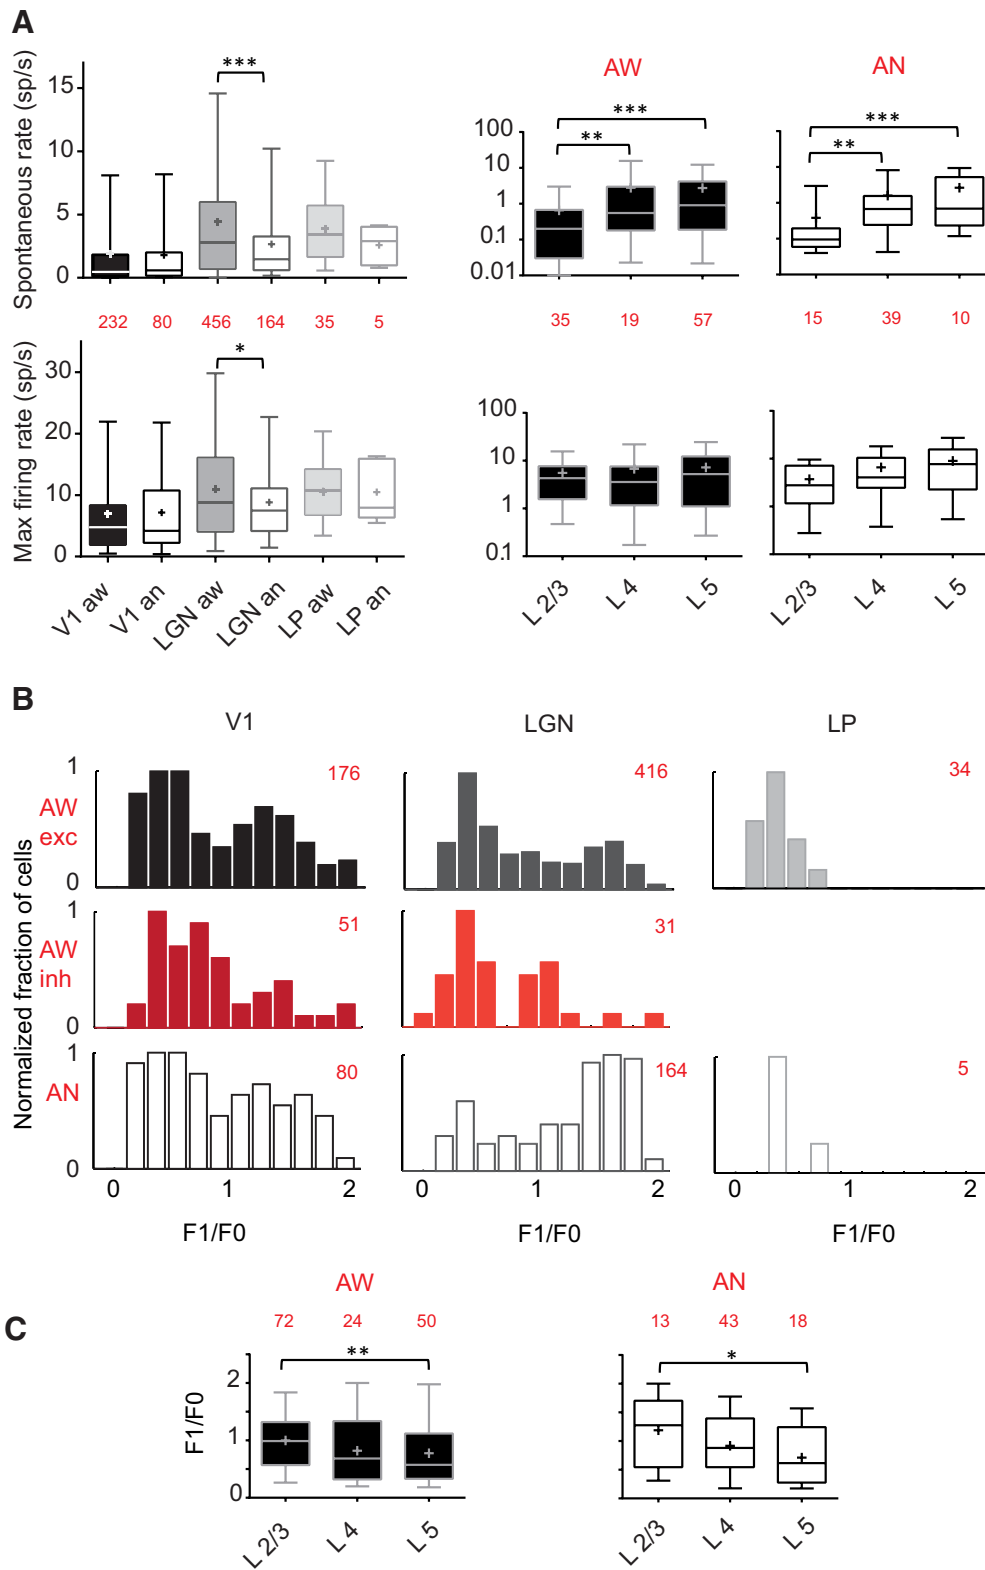 A
Spontaneous rate (sp/s)
15
10
5
0
***
232 80 456 164 35 5
AW
100
10
1
0.1
0.01
**
***
35 19 57
AN
**
***
15 39 10
Max firing rate (sp/s)
30
20
10
0
*
V1 aw
V1 an
LGN aw
LGN an
LP aw
LP an
100
10
1
0.1
L 2/3
L 4
L 5
L 2/3
L 4
L 5
B
V1 LGN LP
Normalized fraction of cells
AW
exc
1
0
176
416
34
AW
inh
1
0
51
31
AN
1
0
80
164
5
0 1 2
0 1 2
0 1 2
F1/F0
F1/F0
F1/F0
C
AW
72 24 50
**
F1/F0
2
1
0
L 2/3
L 4
L 5
AN
13 43 18
*
L 2/3
L 4
L 5